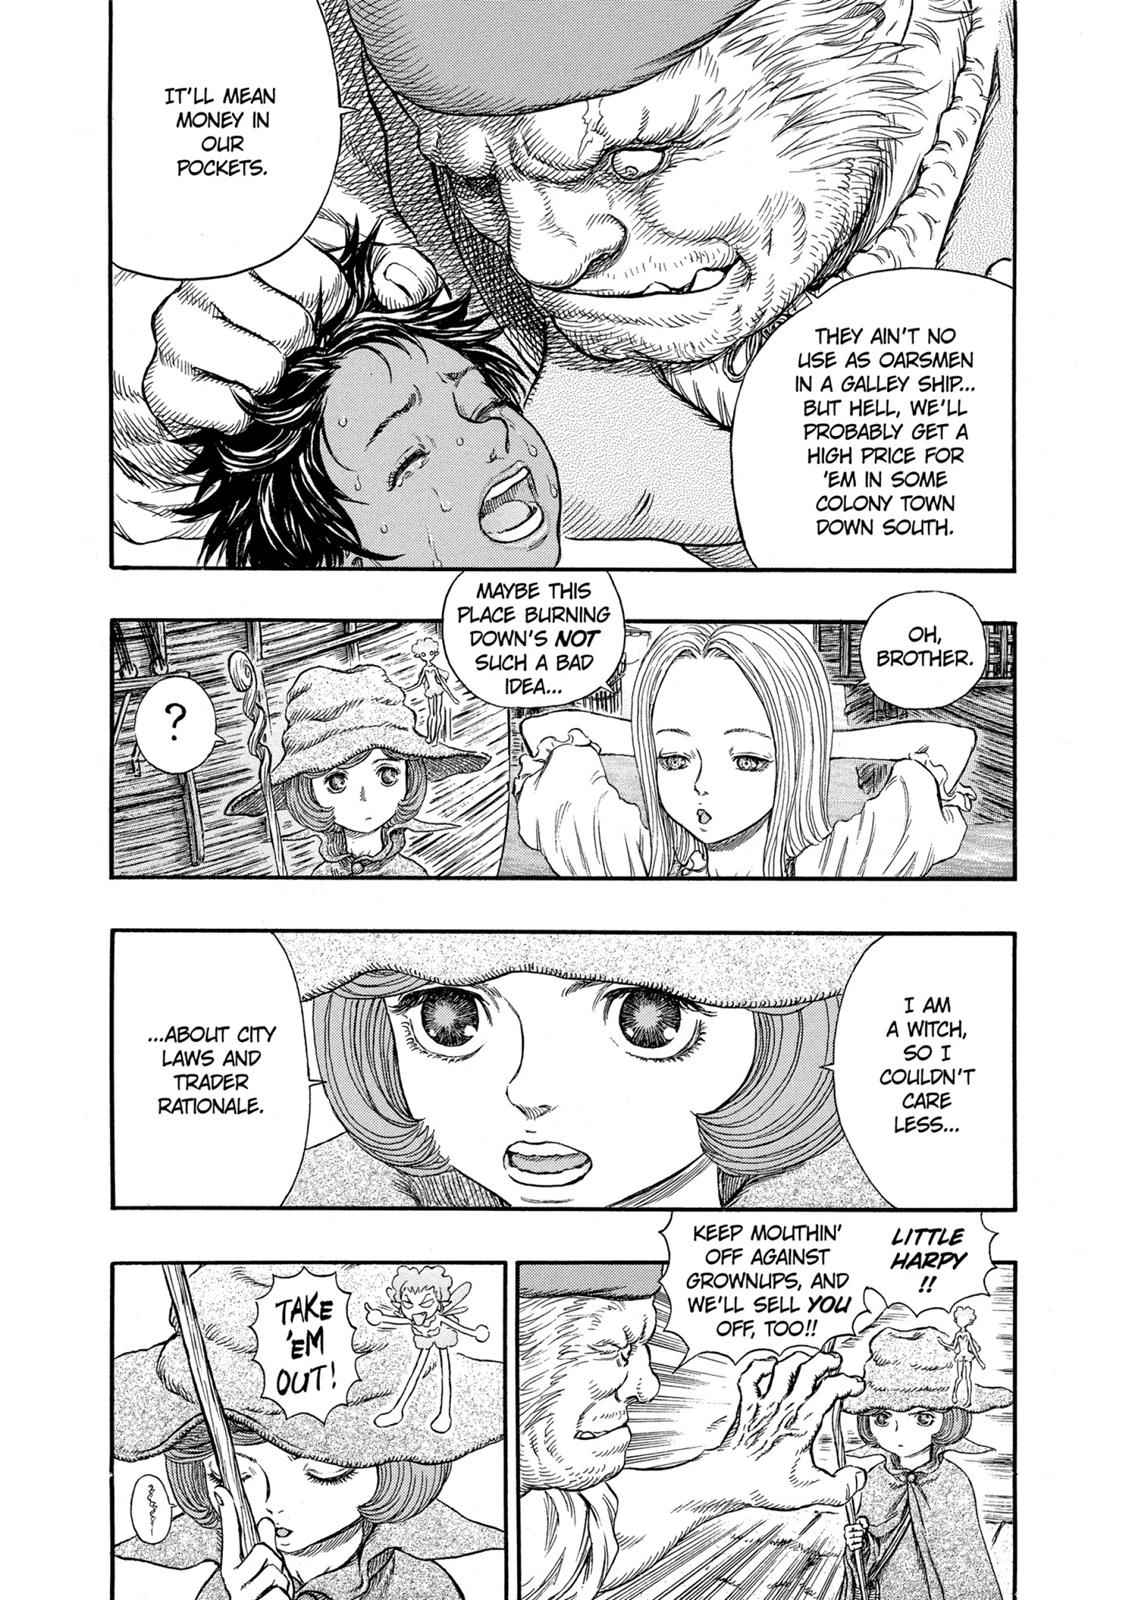 THEY AIN'T NO
USE AS OARSMEN
IN A GALLEY SHIP...
BUT HELL, WE'LL
PROBABLY GET A
HIGH PRICE FOR
'EM IN SOME
COLONY TOWN
DOWN SOUTH.
IT'LL MEAN
MONEY IN
OUR
POCKETS.
OH,
BROTHER.
MAYBE THIS
PLACE BURNING
DOWN'S NOT
SUCH A BAD
IDEA...
?
I AM
A WITCH,
SO I
COULDN'T
CARE
LESS...
...ABOUT CITY
LAWS AND
TRADER
RATIONALE.
LITTLE
HARPY
!!
KEEP MOUTHIN'
OFF AGAINST
GROWNUPS, AND
WE'LL SELL YOU
OFF, TOO!!
TAKE
'EM
OUT!